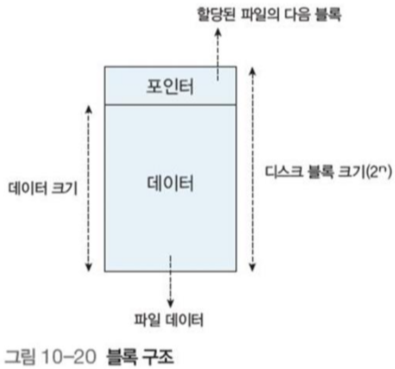 할당된 파일의 다음 블록
포인터
데이터 크기
데이터
디스크 블록 크기(2ⁿ)
파일 데이터
그림 10-20 블록 구조